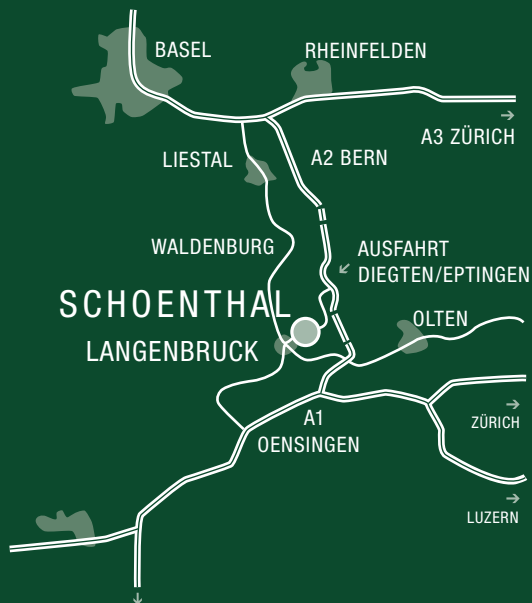 BASEL
RHEINFELDEN
A3 ZÜRICH
LIESTAL
A2 BERN
WALDENBURG
AUSFAHRT
DIEGTEN/EPTINGEN
SCHOENTHAL
OLTEN
LANGENBRUCK
A1
OENSINGEN
ZÜRICH
LUZERN